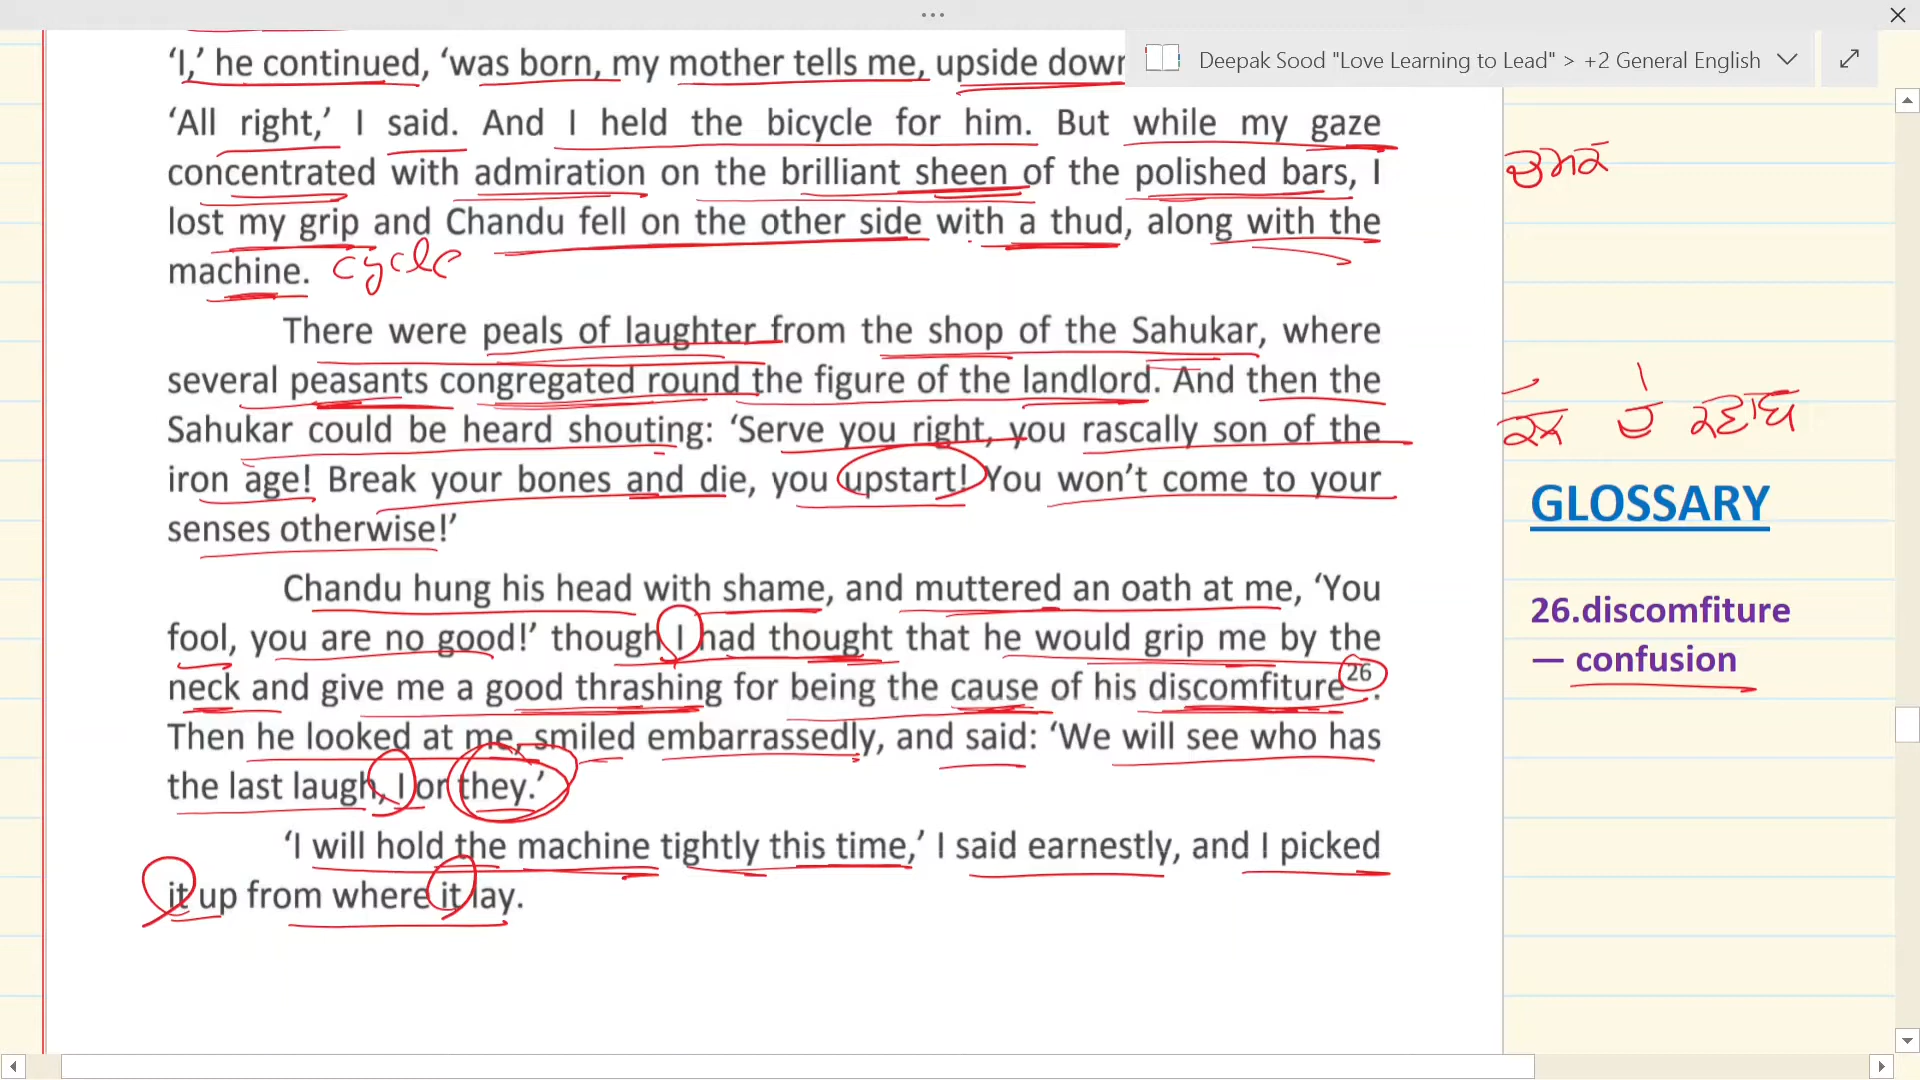 Deepak Sood "Love Learning to Lead" > +2 General English
‘I,’ he continued, ‘was born, my mother tells me, upside down
‘All right,’ I said. And I held the bicycle for him. But while my gaze
concentrated with admiration on the brilliant sheen of the polished bars, I
lost my grip and Chandu fell on the other side with a thud, along with the
machine. cycle
ਚਮਕ
There were peals of laughter from the shop of the Sahukar, where
several peasants congregated round the figure of the landlord. And then the
Sahukar could be heard shouting: ‘Serve you right, you rascally son of the
iron age! Break your bones and die, you upstart! You won’t come to your
senses otherwise!’
Chandu hung his head with shame, and muttered an oath at me, ‘You
fool, you are no good!’ though I had thought that he would grip me by the
neck and give me a good thrashing for being the cause of his discomfiture26.
Then he looked at me, smiled embarrassedly, and said: ‘We will see who has
the last laugh, I or they.’
‘I will hold the machine tightly this time,’ I said earnestly, and I picked
it up from where it lay.
GLOSSARY
26.discomfiture
— confusion